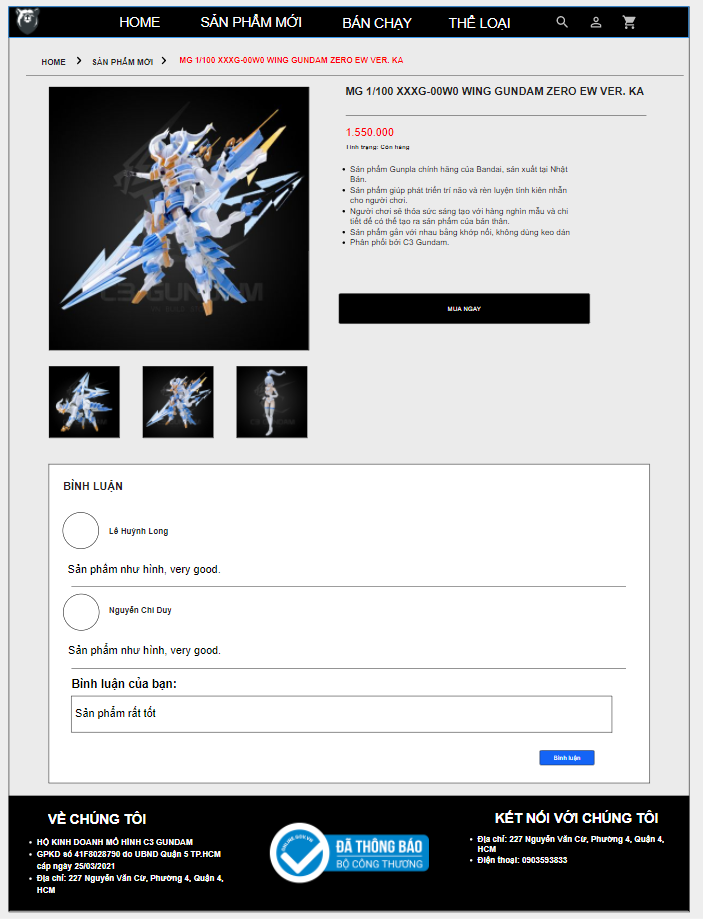 HOME SẢN PHẨM MỚI BÁN CHẠY THỂ LOẠI
HOME > SẢN PHẨM MỚI > MG 1/100 XXXG-00W0 WING GUNDAM ZERO EW VER. KA
MG 1/100 XXXG-00W0 WING GUNDAM ZERO EW VER. KA
1.550.000
Tình trạng: Còn hàng
• Sản phẩm Gunpla chính hãng của Bandai, sản xuất tại Nhật
Bản.
• Sản phẩm giúp phát triển trí não và rèn luyện tính kiên nhẫn
cho người chơi.
• Người chơi sẽ thỏa sức sáng tạo với hàng nghìn mẫu và chi
tiết để có thể tạo ra sản phẩm của bản thân.
• Sản phẩm gắn với nhau bằng khớp nối, không dùng keo dán
• Phân phối bởi C3 Gundam.
C3 GUNDAM
MUA NGAY
BÌNH LUẬN
Lê Huỳnh Long
Sản phẩm như hình, very good.
Nguyễn Chí Duy
Sản phẩm như hình, very good.
Bình luận của bạn:
Sản phẩm rất tốt
Bình luận
VỀ CHÚNG TÔI
• HỘ KINH DOANH MÔ HÌNH C3 GUNDAM
• GPKD số 41F8028790 do UBND Quận 5 TP.HCM
cấp ngày 25/03/2021
• Địa chỉ: 227 Nguyễn Văn Cừ, Phường 4, Quận 4,
HCM
ONLINE.GOV.VN
ĐÃ THÔNG BÁO
BỘ CÔNG THƯƠNG
KẾT NỐI VỚI CHÚNG TÔI
• Địa chỉ: 227 Nguyễn Văn Cừ, Phường 4, Quận 4,
HCM
• Điện thoại: 0903593833